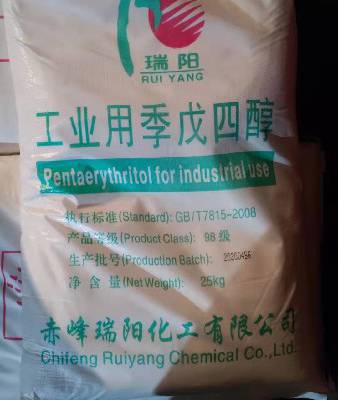 瑞阳
RUI YANG
工业用季戊四醇
Pentaerythritol for industrial use
执行标准(Standard): GB/T7815-2008
产品等级(Product Class): 98 级
生产批号(Production Batch):
净 含 量(Net Weight): 25kg
赤峰瑞阳化工有限公司
Chifeng Ruiyang Chemical Co.,Ltd.